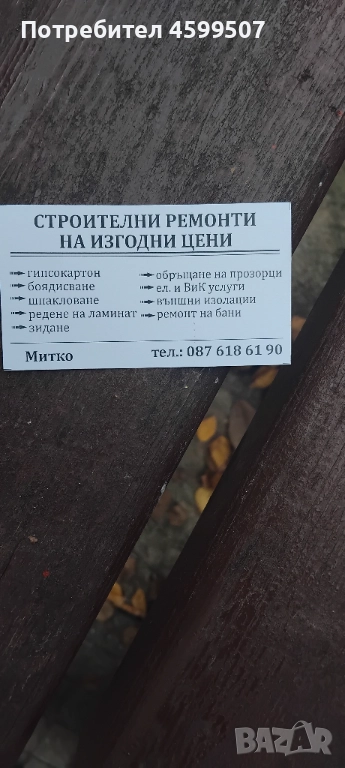 Потребител 4599507
СТРОИТЕЛНИ РЕМОНТИ
НА ИЗГОДНИ ЦЕНИ
гипсокартон
боядисване
шпакловане
редене на ламинат
зидане
обръщане на прозорци
ел. и ВиК услуги
външни изолации
ремонт на бани
Митко тел.: 087 618 61 90
BAZAR